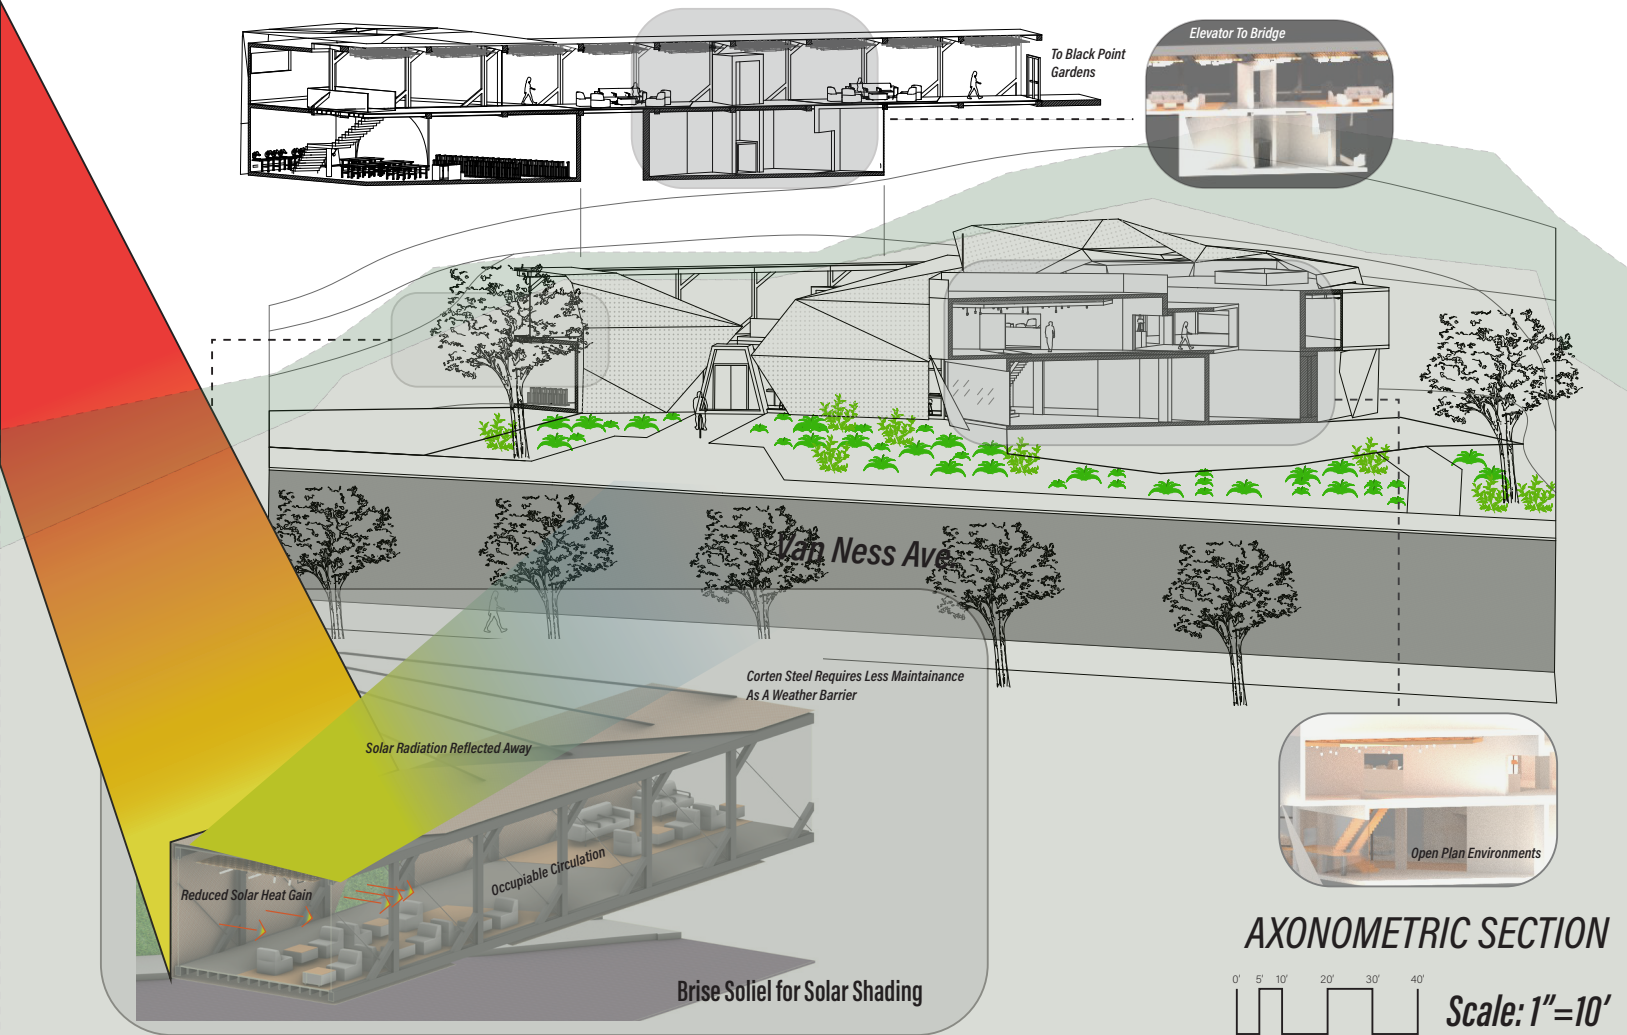 Elevator To Bridge
To Black Point
Gardens
Van Ness Ave
Corten Steel Requires Less Maintainance
As A Weather Barrier
Solar Radiation Reflected Away
Occupiable Circulation
Reduced Solar Heat Gain
Open Plan Environments
Brise Soliel for Solar Shading
AXONOMETRIC SECTION
0' 5' 10' 20' 30' 40'
Scale: 1"=10'